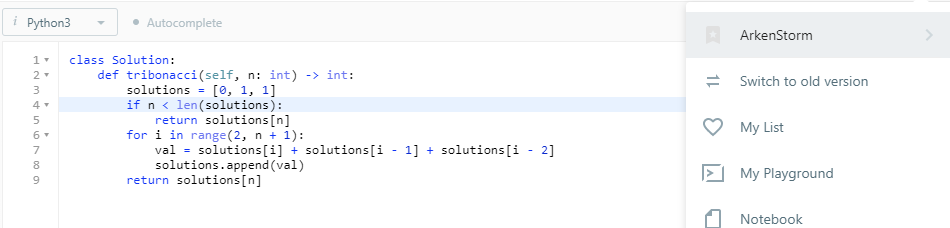 i Python3
Autocomplete
1 class Solution:
2     def tribonacci(self, n: int) -> int:
3         solutions = [0, 1, 1]
4         if n < len(solutions):
5             return solutions[n]
6         for i in range(2, n + 1):
7             val = solutions[i] + solutions[i - 1] + solutions[i - 2]
8             solutions.append(val)
9         return solutions[n]
ArkenStorm
Switch to old version
My List
My Playground
Notebook